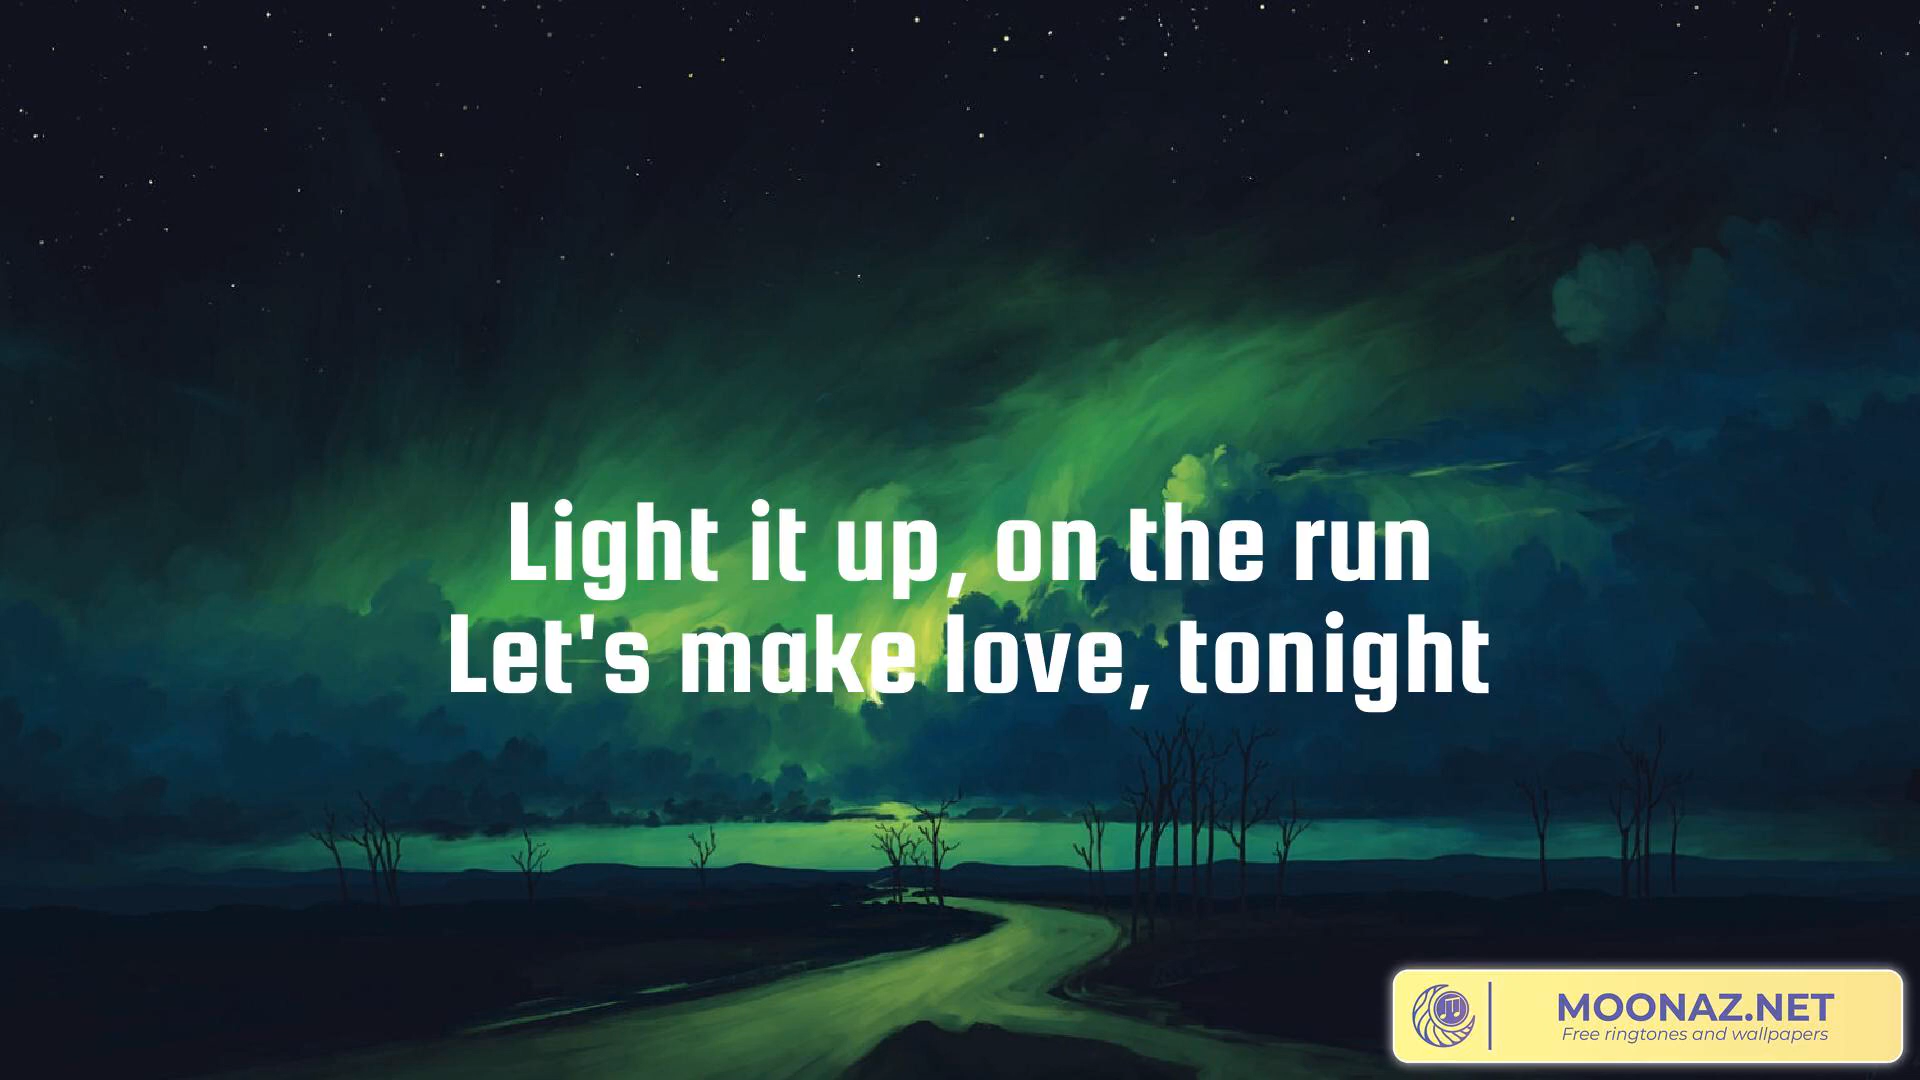 Light it up, on the run
Let's make love, tonight
MOONAZ.NET
Free ringtones and wallpapers